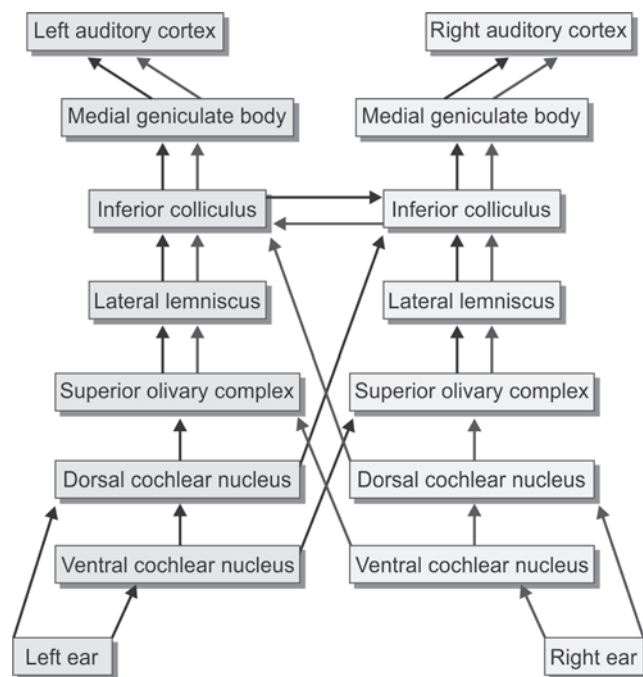 Left auditory cortex
Right auditory cortex
Medial geniculate body
Medial geniculate body
Inferior colliculus
Inferior colliculus
Lateral lemniscus
Lateral lemniscus
Superior olivary complex
Superior olivary complex
Dorsal cochlear nucleus
Dorsal cochlear nucleus
Ventral cochlear nucleus
Ventral cochlear nucleus
Left ear
Right ear